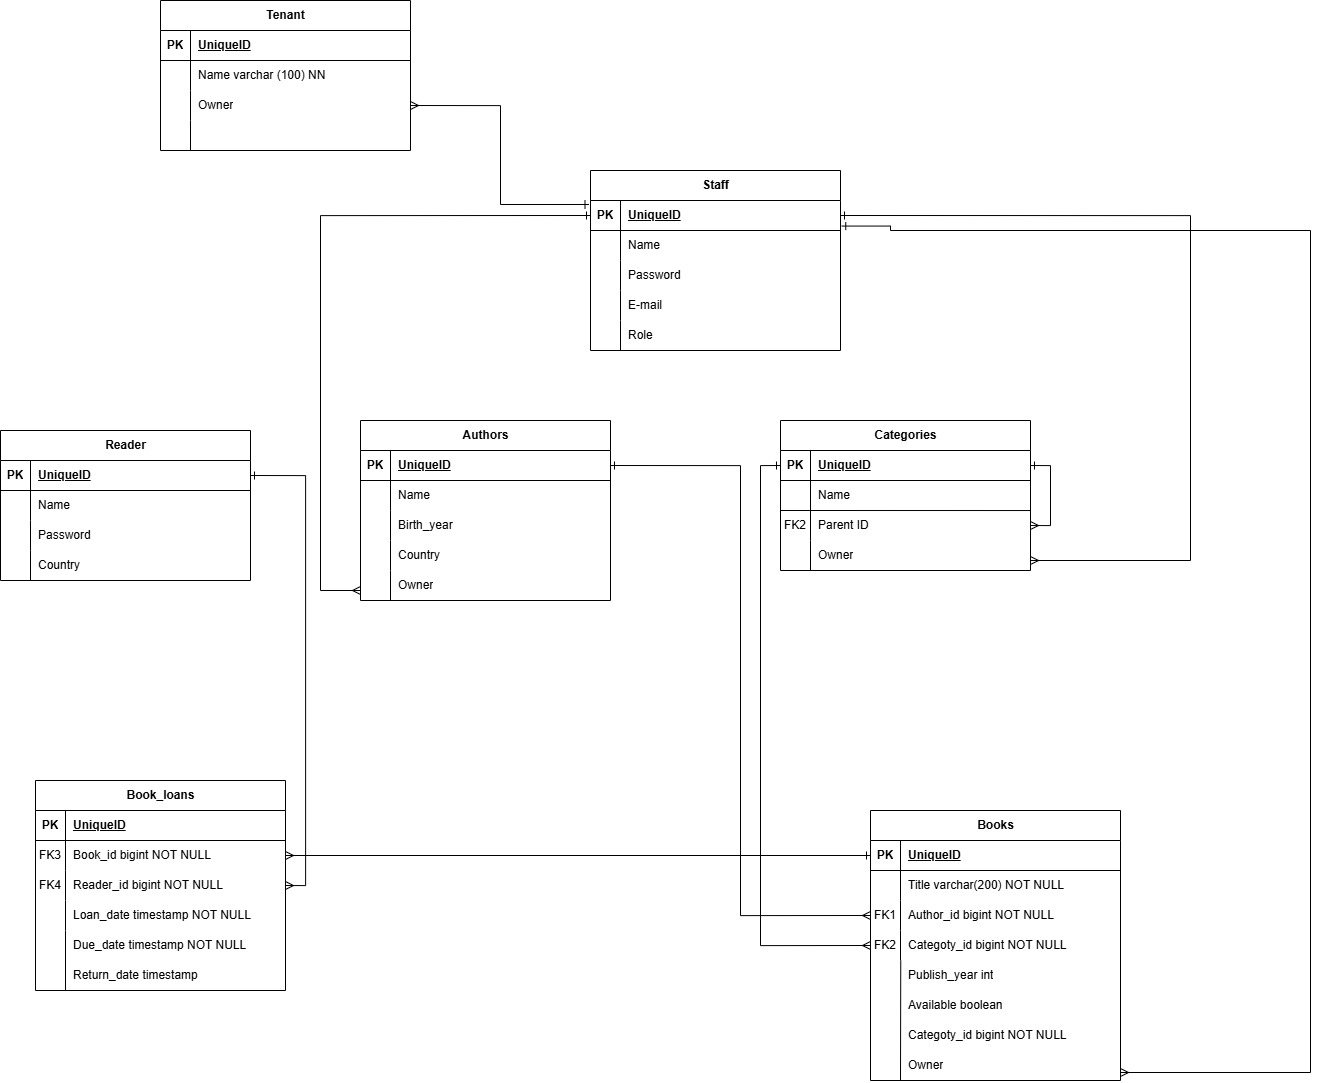 Tenant
PK UniqueID
Name varchar (100) NN
Owner
Staff
PK UniqueID
Name
Password
E-mail
Role
Reader
PK UniqueID
Name
Password
Country
Authors
PK UniqueID
Name
Birth_year
Country
Owner
Categories
PK UniqueID
Name
FK2 Parent ID
Owner
Book_loans
PK UniqueID
FK3 Book_id bigint NOT NULL
FK4 Reader_id bigint NOT NULL
Loan_date timestamp NOT NULL
Due_date timestamp NOT NULL
Return_date timestamp
Books
PK UniqueID
Title varchar(200) NOT NULL
FK1 Author_id bigint NOT NULL
FK2 Categoty_id bigint NOT NULL
Publish_year int
Available boolean
Categoty_id bigint NOT NULL
Owner